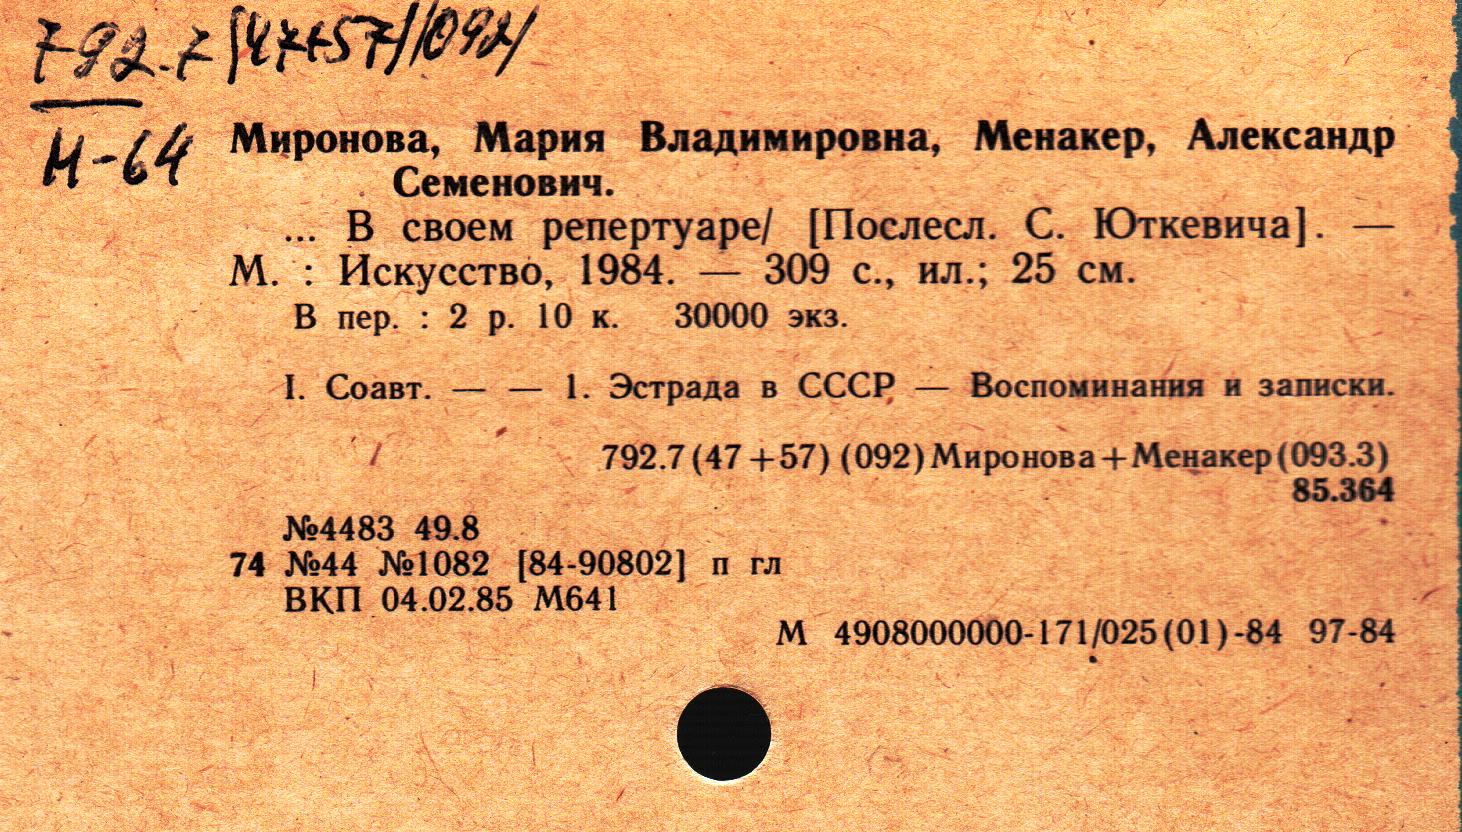 792.7(47+57)(092)
М-64
Миронова, Мария Владимировна, Менакер, Александр
Семенович.
... В своем репертуаре/ [Послесл. С. Юткевича]. —
М. : Искусство, 1984. — 309 с., ил.; 25 см.
В пер. : 2 р. 10 к. 30000 экз.
I. Соавт. — — 1. Эстрада в СССР — Воспоминания и записки.
792.7(47+57) (092) Миронова+Менакер(093.3)
85.364
№4483 49.8
74 №44 №1082 [84-90802] п гл
ВКП 04.02.85 М641
М 4908000000-171/025(01)-84 97-84